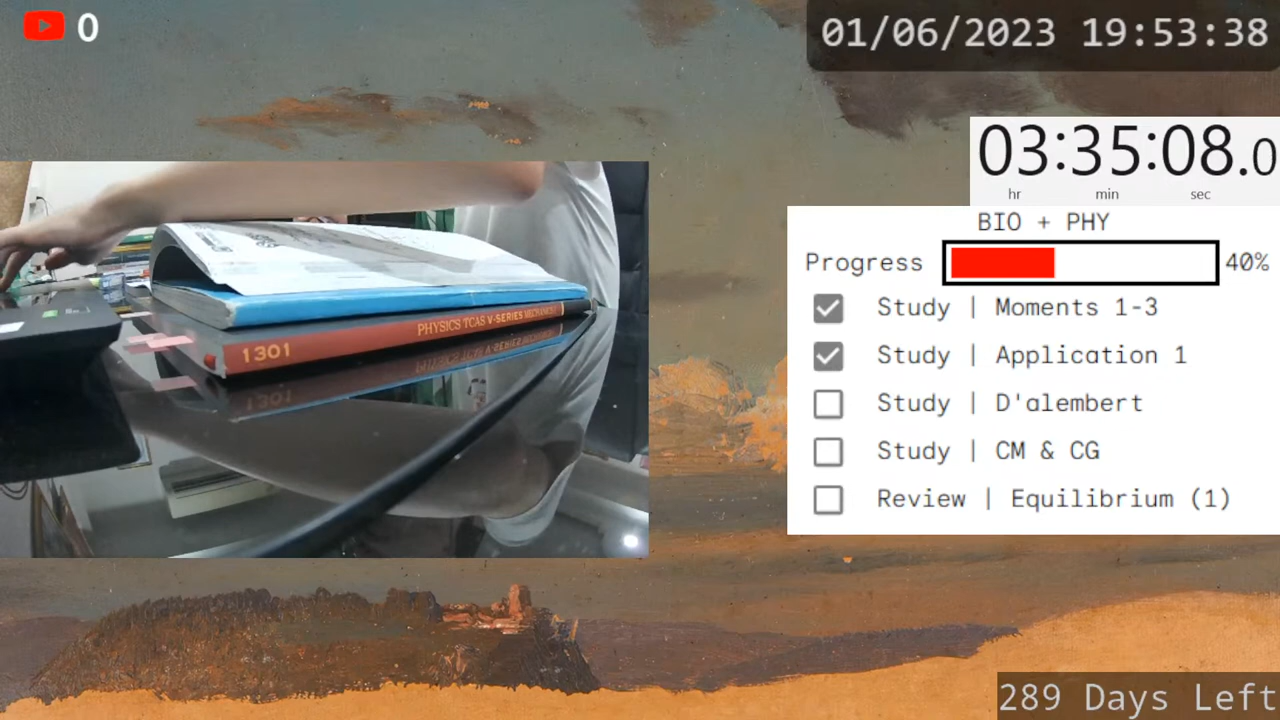 0
01/06/2023 19:53:38
03:35:08.0
hr min sec
BIO + PHY
Progress 40%
Study | Moments 1-3
Study | Application 1
Study | D'alembert
Study | CM & CG
Review | Equilibrium (1)
PHYSICS TCAS V-SERIES MECHANICS
1301
289 Days Left